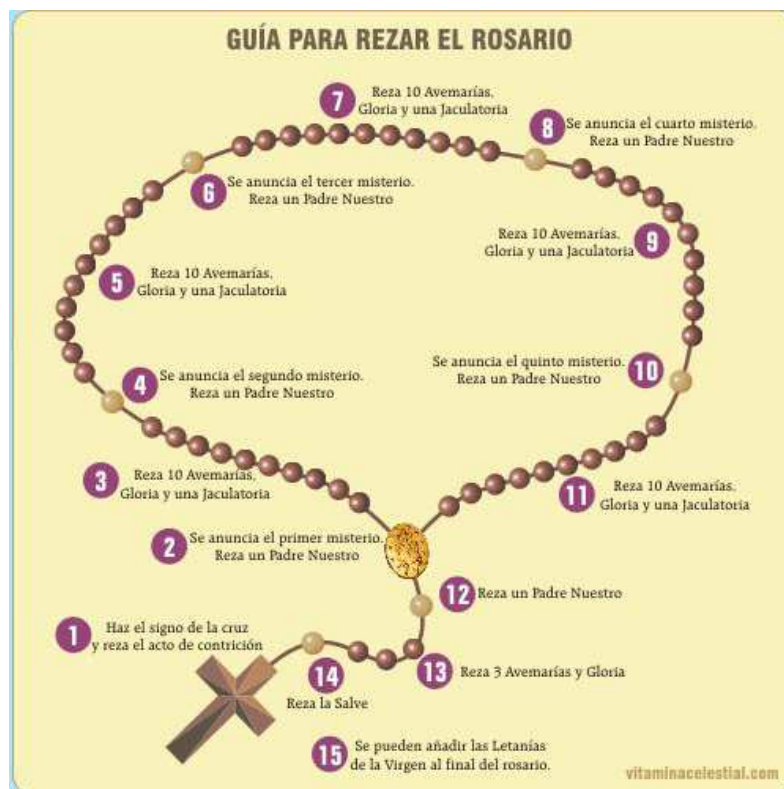 GUÍA PARA REZAR EL ROSARIO
1
Haz el signo de la cruz
y reza el acto de contrición
2
Se anuncia el primer misterio.
Reza un Padre Nuestro
3
Reza 10 Avemarías,
Gloria y una Jaculatoria
4
Se anuncia el segundo misterio.
Reza un Padre Nuestro
5
Reza 10 Avemarías,
Gloria y una Jaculatoria
6
Se anuncia el tercer misterio.
Reza un Padre Nuestro
7
Reza 10 Avemarías,
Gloria y una Jaculatoria
8
Se anuncia el cuarto misterio.
Reza un Padre Nuestro
9
Reza 10 Avemarías,
Gloria y una Jaculatoria
10
Se anuncia el quinto misterio.
Reza un Padre Nuestro
11
Reza 10 Avemarías,
Gloria y una Jaculatoria
12
Reza un Padre Nuestro
13
Reza 3 Avemarías y Gloria
14
Reza la Salve
15
Se pueden añadir las Letanías
de la Virgen al final del rosario.
vitaminacelestial.com